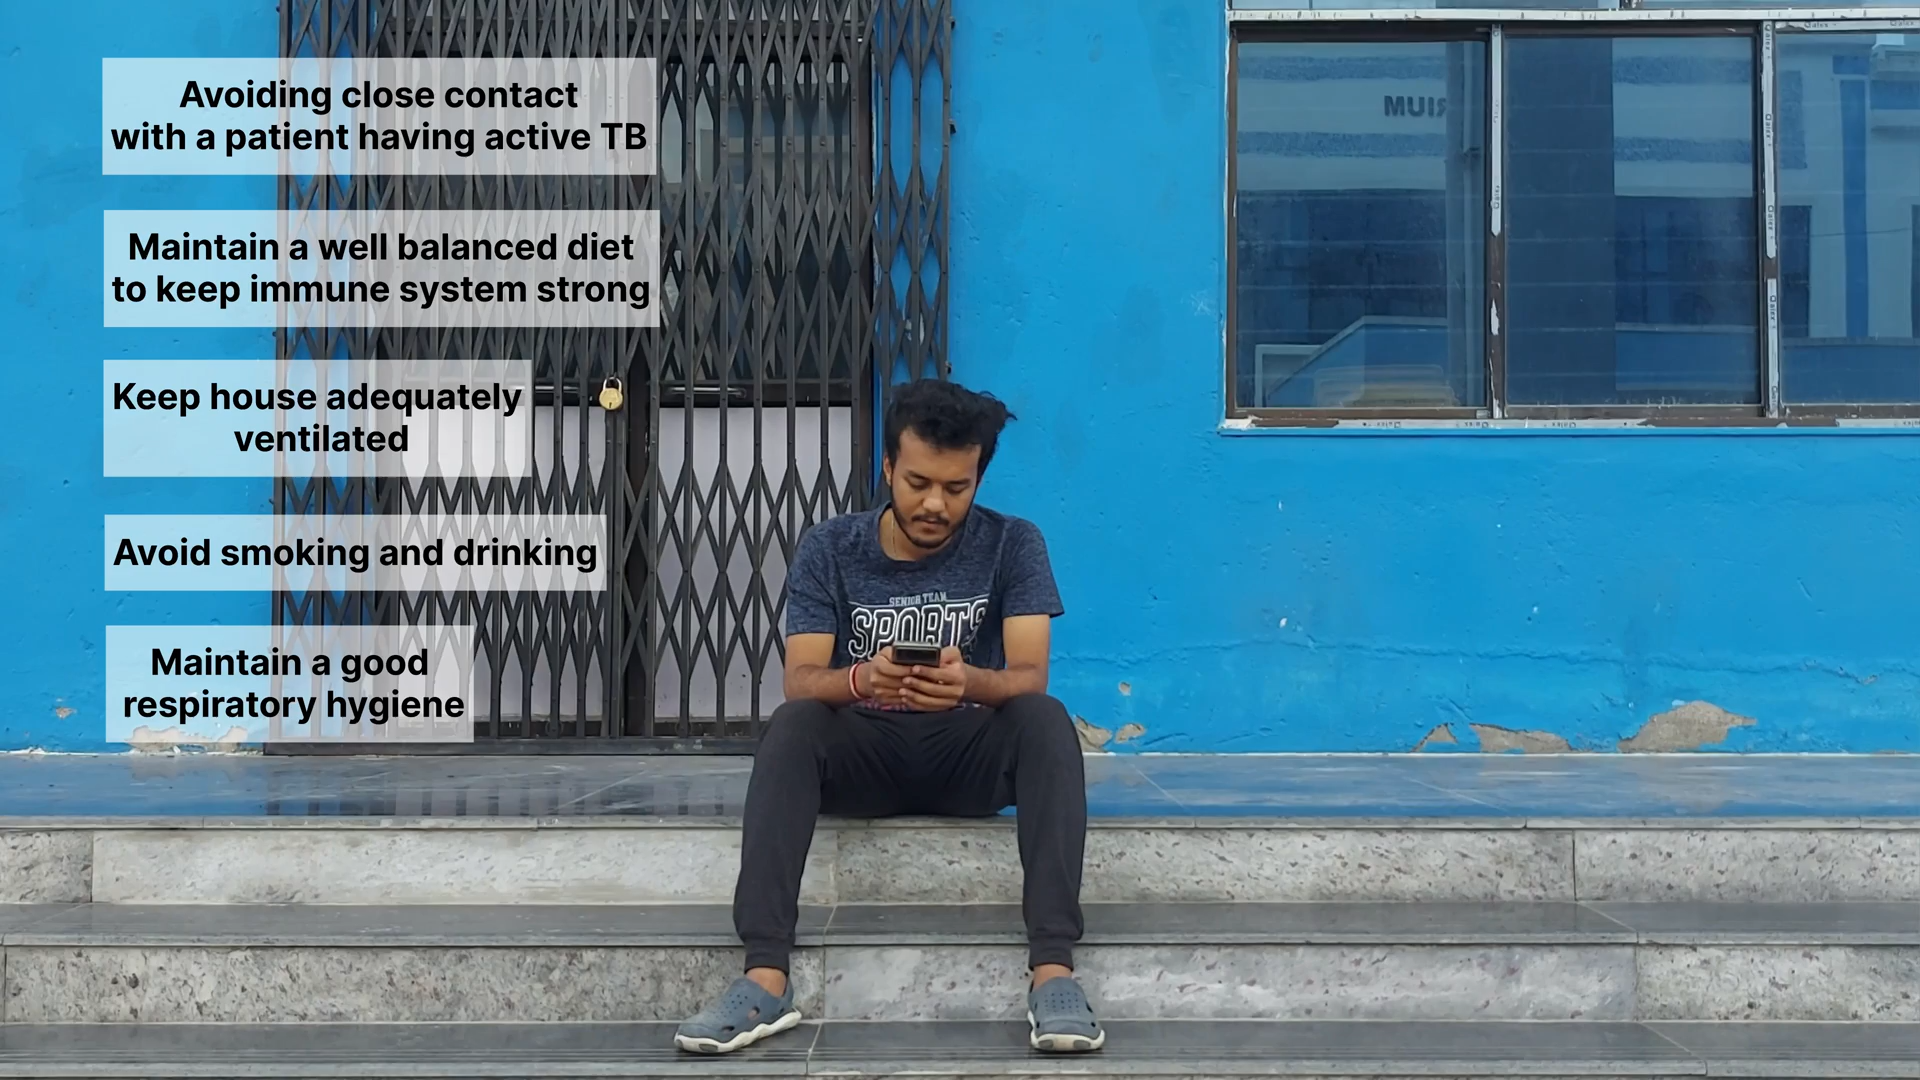 Avoiding close contact
with a patient having active TB
Maintain a well balanced diet
to keep immune system strong
Keep house adequately
ventilated
Avoid smoking and drinking
Maintain a good
respiratory hygiene
SENIOR TEAM
SPORTS